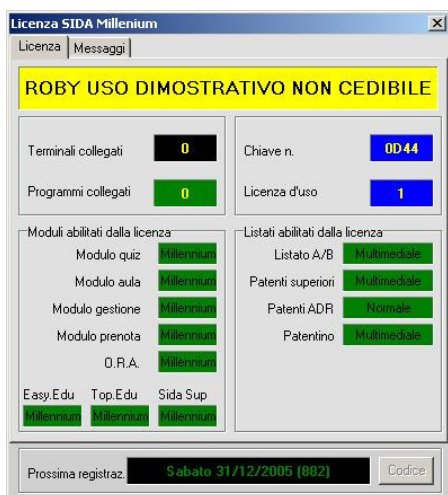 Licenza SIDA Millenium
Licenza Messaggi
ROBY USO DIMOSTRATIVO NON CEDIBILE
Terminali collegati 0
Programmi collegati 0
Chiave n. 0D44
Licenza d'uso 1
Moduli abilitati dalla licenza
Modulo quiz Millennium
Modulo aula Millennium
Modulo gestione Millennium
Modulo prenota Millennium
O.R.A. Millennium
Easy.Edu Top.Edu Sida Sup
Millennium Millennium Millennium
Listati abilitati dalla licenza
Listato A/B Multimediale
Patenti superiori Multimediale
Patenti ADR Normale
Patentino Multimediale
Prossima registraz. Sabato 31/12/2005 (882) Codice